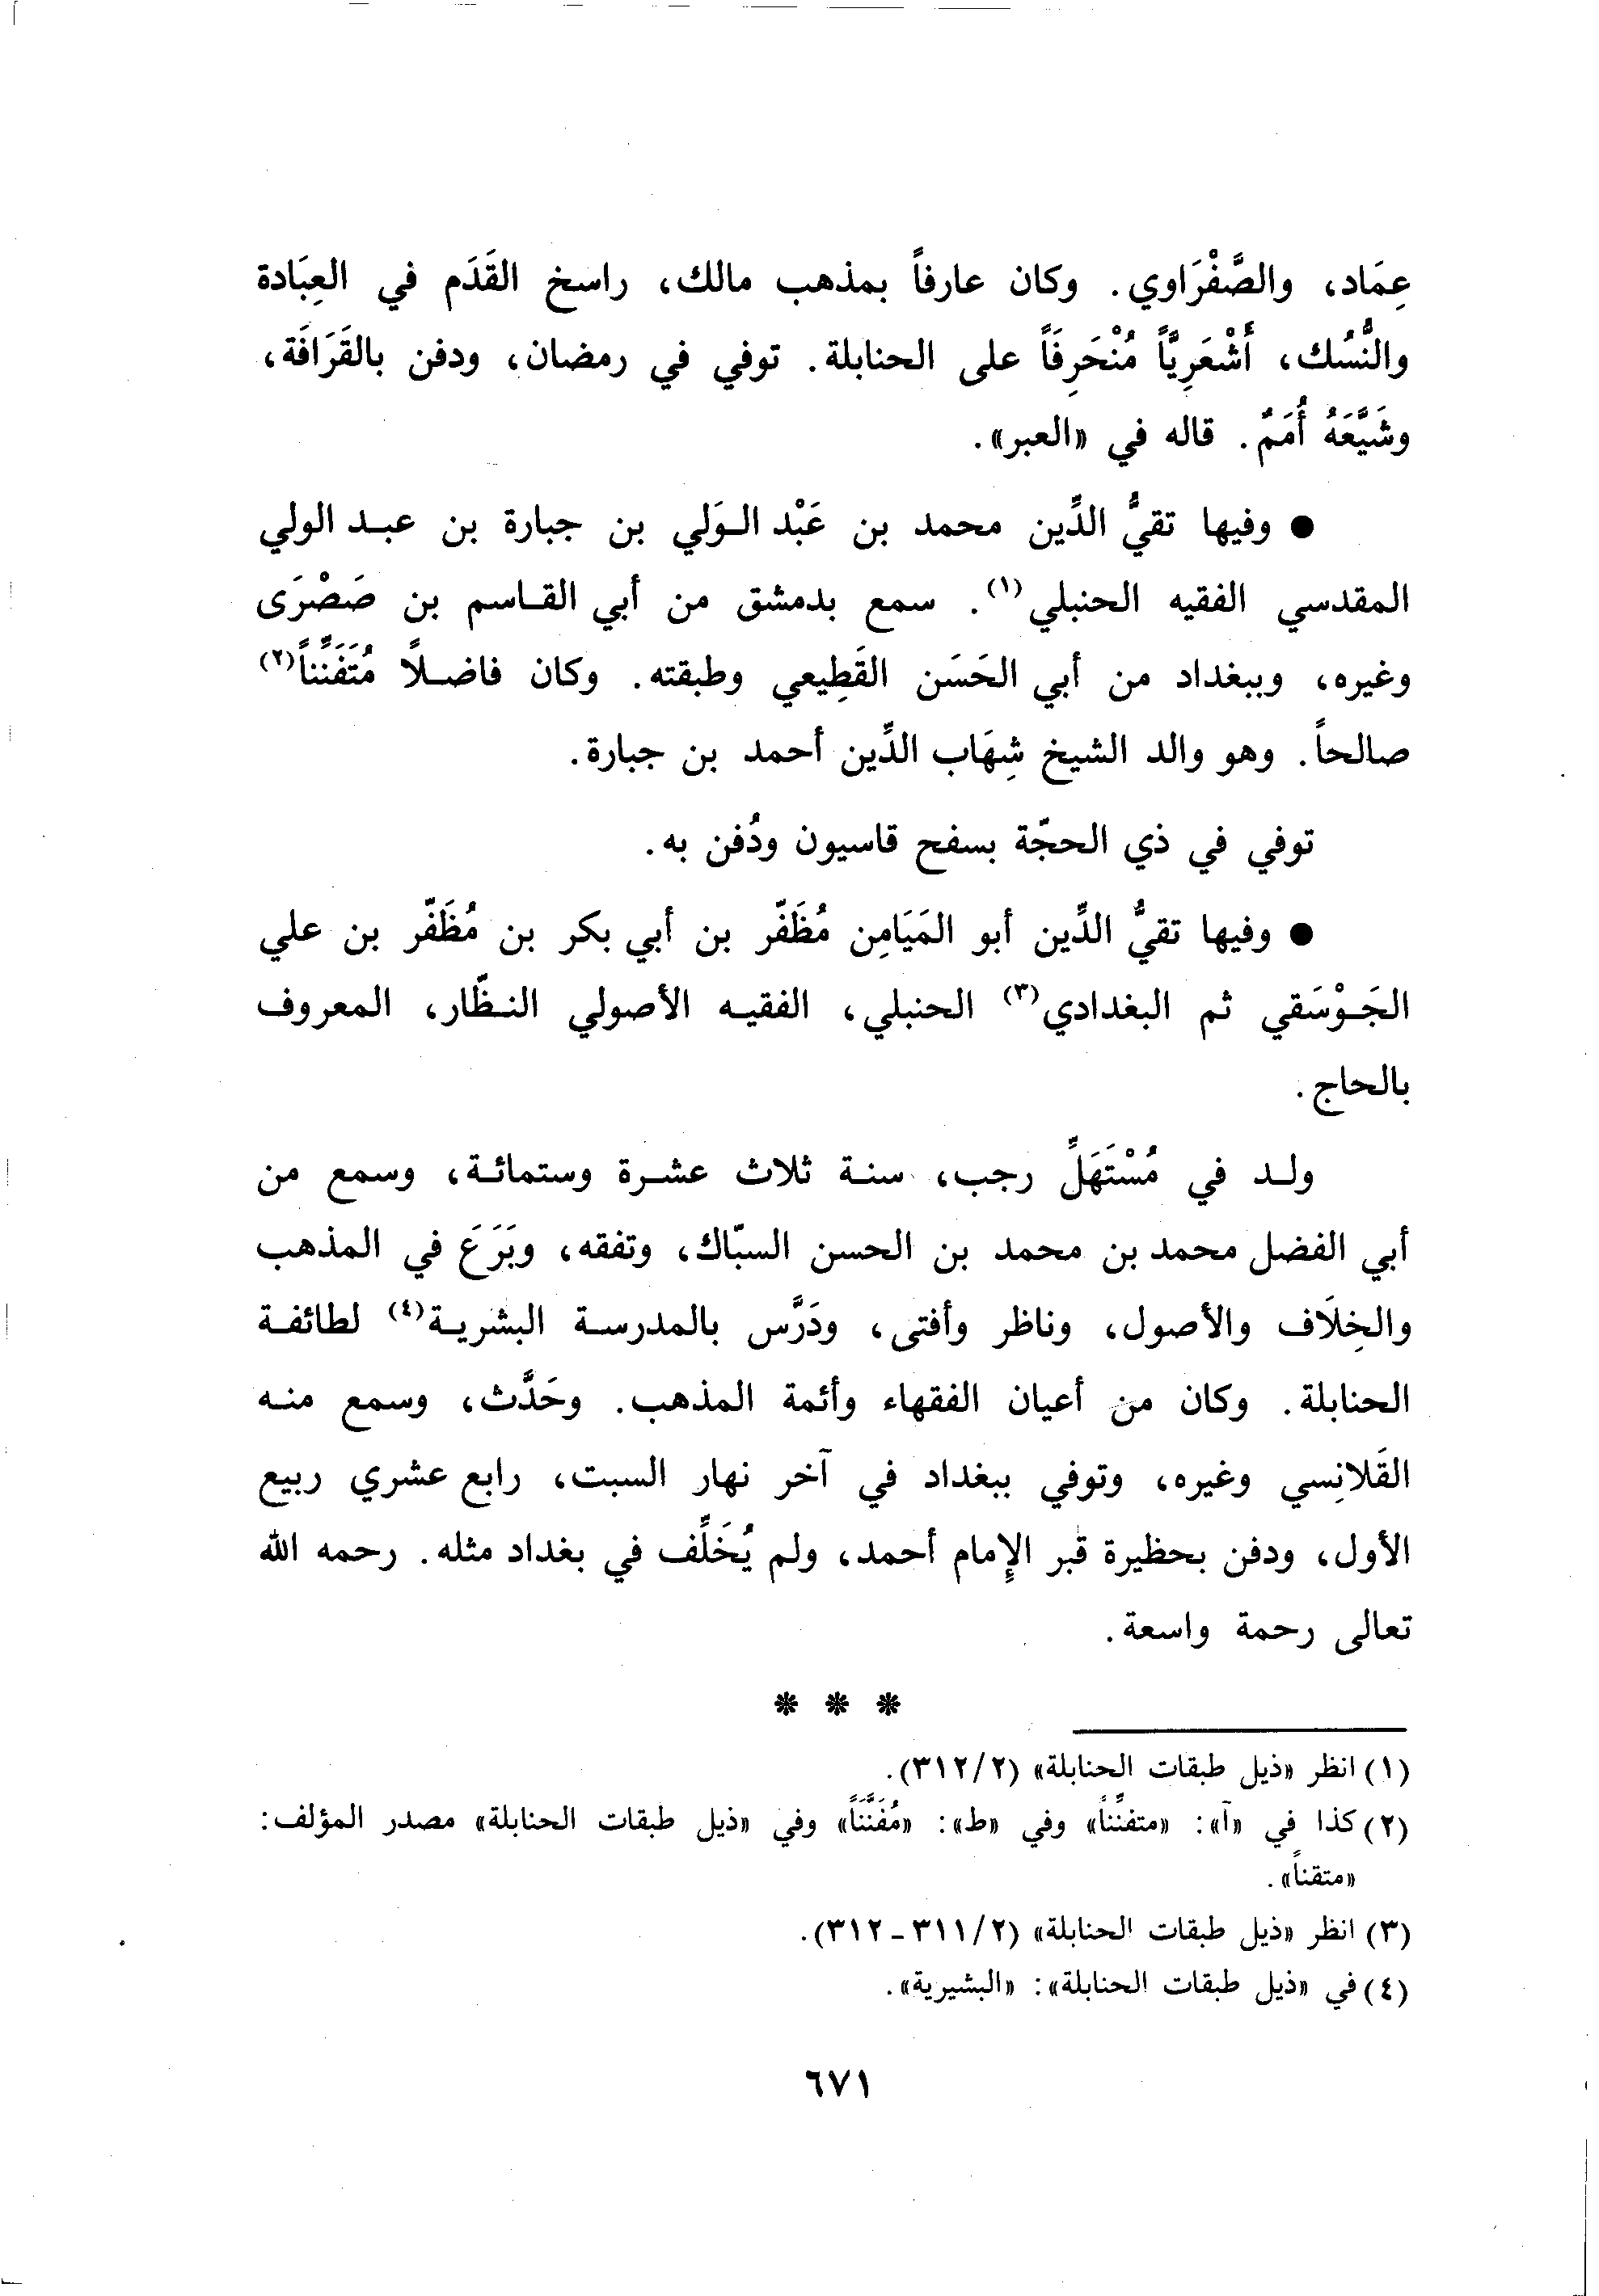 عِمَاد، والصَّفْرَاوي. وكان عارفاً بمذهب مالك، راسخ القَدَم في العِبَادة
والنُّسُك، أَشْعَرِيَّاً مُنْحَرِفَاً على الحنابلة. توفي في رمضان، ودفن بالقَرَافَة،
وشَيَّعَهُ أُمَمٌ. قاله في «العبر».
● وفيها تقيُّ الدِّين محمد بن عَبْد الوَلي بن جبارة بن عبد الولي
المقدسي الفقيه الحنبلي(١). سمع بدمشق من أبي القاسم بن صَصْرَى
وغيره، وببغداد من أبي الحَسَن القَطِيعي وطبقته. وكان فاضلاً مُتَفَنِّناً(٢)
صالحاً. وهو والد الشيخ شِهَاب الدِّين أحمد بن جبارة.
توفي في ذي الحجّة بسفح قاسيون ودُفن به.
● وفيها تقيُّ الدِّين أبو المَيَامِن مُظَفّر بن أبي بكر بن مُظَفّر بن علي
الجَوْسَقي ثم البغدادي(٣) الحنبلي، الفقيه الأصولي النظّار، المعروف
بالحاج.
ولد في مُسْتَهَلِّ رجب، سنة ثلاث عشرة وستمائة، وسمع من
أبي الفضل محمد بن محمد بن الحسن السبّاك، وتفقه، وبَرَعَ في المذهب
والخِلَاف والأصول، وناظر وأفتى، ودَرَّس بالمدرسة البشرية(٤) لطائفة
الحنابلة. وكان من أعيان الفقهاء وأئمة المذهب. وحَدَّث، وسمع منه
القَلانِسي وغيره، وتوفي ببغداد في آخر نهار السبت، رابع عشري ربيع
الأول، ودفن بحظيرة قبر الإمام أحمد، ولم يُخَلِّف في بغداد مثله. رحمه الله
تعالى رحمة واسعة.
* * *
(١) انظر «ذيل طبقات الحنابلة» (٣١٢/٢).
(٢) كذا في «آ»: «متفنِّناً» وفي «ط»: «مُفَنَّنَاً» وفي «ذيل طبقات الحنابلة» مصدر المؤلف:
«متقناً».
(٣) انظر «ذيل طبقات الحنابلة» (٣١١/٢ - ٣١٢).
(٤) في «ذيل طبقات الحنابلة»: «البشيرية».
٦٧١